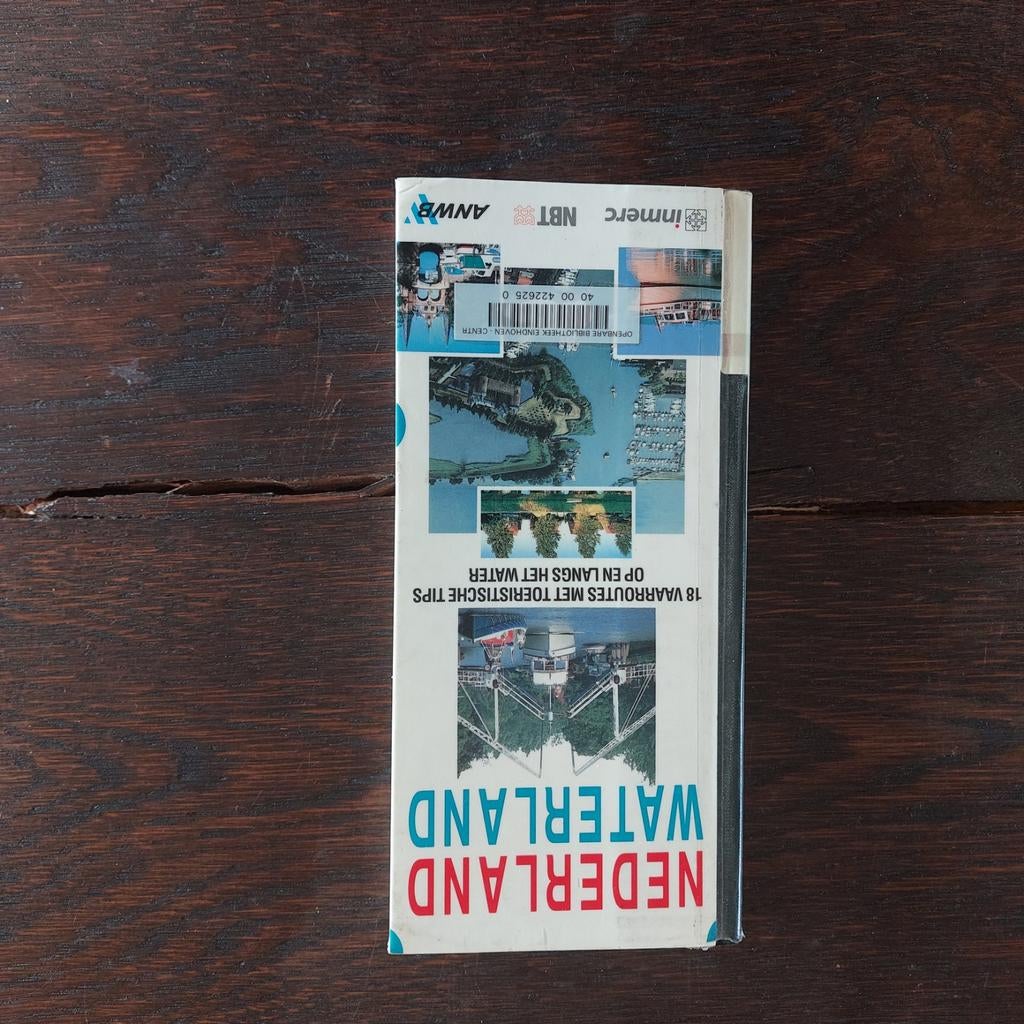 NEDERLAND
WATERLAND
18 VAARROUTES MET TOERISTISCHE TIPS
OP EN LANGS HET WATER
OPENBARE BIBLIOTHEEK EINDHOVEN - CENTR
40 00 422625 0
inmerc NBT ANWB